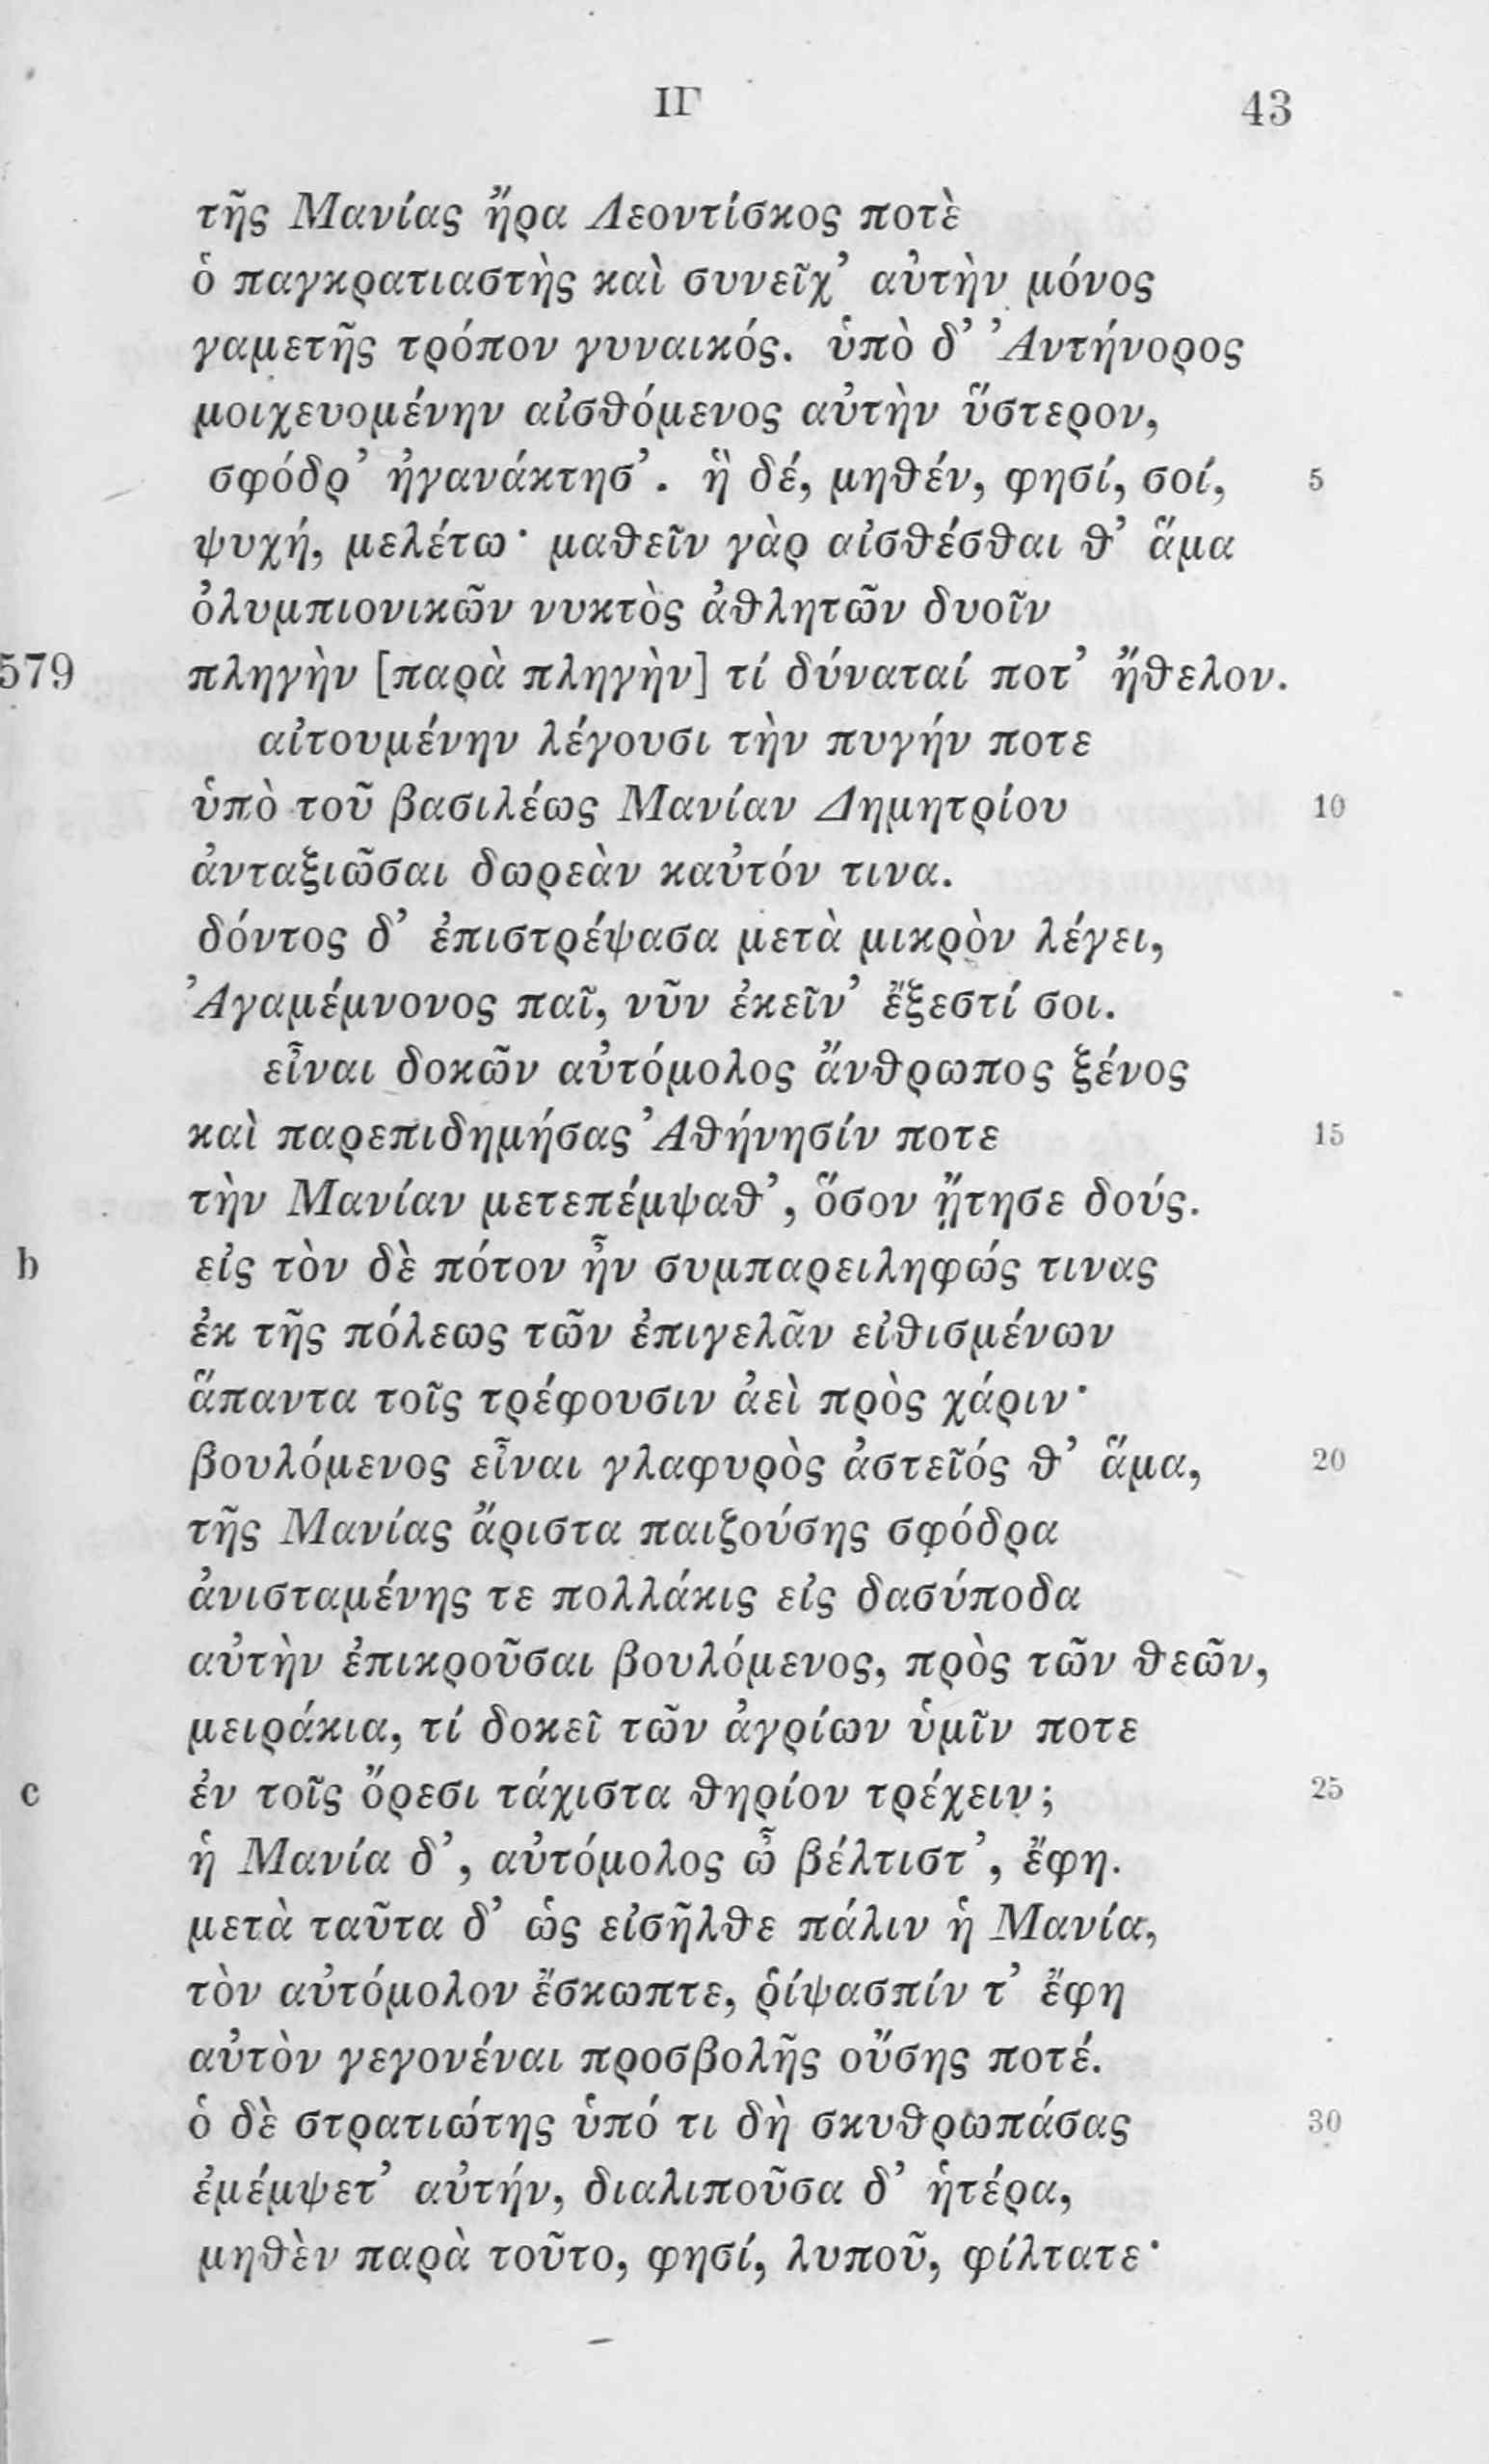 ΙΓ 43
τῆς Μανίας ἤρα Λεοντίσκος ποτὲ
ὁ παγκρατιαστὴς καὶ συνεῖχ’ αὐτὴν μόνος
γαμετῆς τρόπον γυναικός. ὑπὸ δ’ Ἀντήνορος
μοιχευομένην αἰσθόμενος αὐτὴν ὕστερον,
σφόδρ’ ἠγανάκτησ’. ἣ δέ, μηθέν, φησί, σοί, 5
ψυχή, μελέτω· μαθεῖν γὰρ αἰσθέσθαι θ’ ἅμα
ὀλυμπιονικῶν νυκτὸς ἀθλητῶν δυοῖν
579 πληγὴν [παρὰ πληγὴν] τί δύναταί ποτ’ ἤθελον.
αἰτουμένην λέγουσι τὴν πυγήν ποτε
ὑπὸ τοῦ βασιλέως Μανίαν Δημητρίου 10
ἀνταξιῶσαι δωρεὰν καὐτόν τινα.
δόντος δ’ ἐπιστρέψασα μετὰ μικρὸν λέγει,
Ἀγαμέμνονος παῖ, νῦν ἐκεῖν’ ἔξεστί σοι.
εἶναι δοκῶν αὐτόμολος ἄνθρωπος ξένος
καὶ παρεπιδημήσας Ἀθήνησίν ποτε 15
τὴν Μανίαν μετεπέμψαθ’, ὅσον ᾔτησε δούς.
b εἰς τὸν δὲ πότον ἦν συμπαρειληφώς τινας
ἐκ τῆς πόλεως τῶν ἐπιγελᾶν εἰθισμένων
ἅπαντα τοῖς τρέφουσιν ἀεὶ πρὸς χάριν·
βουλόμενος εἶναι γλαφυρὸς ἀστεῖός θ’ ἅμα, 20
τῆς Μανίας ἄριστα παιζούσης σφόδρα
ἀνισταμένης τε πολλάκις εἰς δασύποδα
αὐτὴν ἐπικροῦσαι βουλόμενος, πρὸς τῶν θεῶν,
μειράκια, τί δοκεῖ τῶν ἀγρίων ὑμῖν ποτε
c ἐν τοῖς ὄρεσι τάχιστα θηρίον τρέχειν; 25
ἡ Μανία δ’, αὐτόμολος ὦ βέλτιστ’, ἔφη.
μετὰ ταῦτα δ’ ὡς εἰσῆλθε πάλιν ἡ Μανία,
τὸν αὐτόμολον ἔσκωπτε, ῥίψασπίν τ’ ἔφη
αὐτὸν γεγονέναι προσβολῆς οὔσης ποτέ.
ὁ δὲ στρατιώτης ὑπό τι δὴ σκυθρωπάσας 30
ἐμέμψετ’ αὐτήν, διαλιποῦσα δ’ ἡτέρα,
μηθὲν παρὰ τοῦτο, φησί, λυποῦ, φίλτατε·